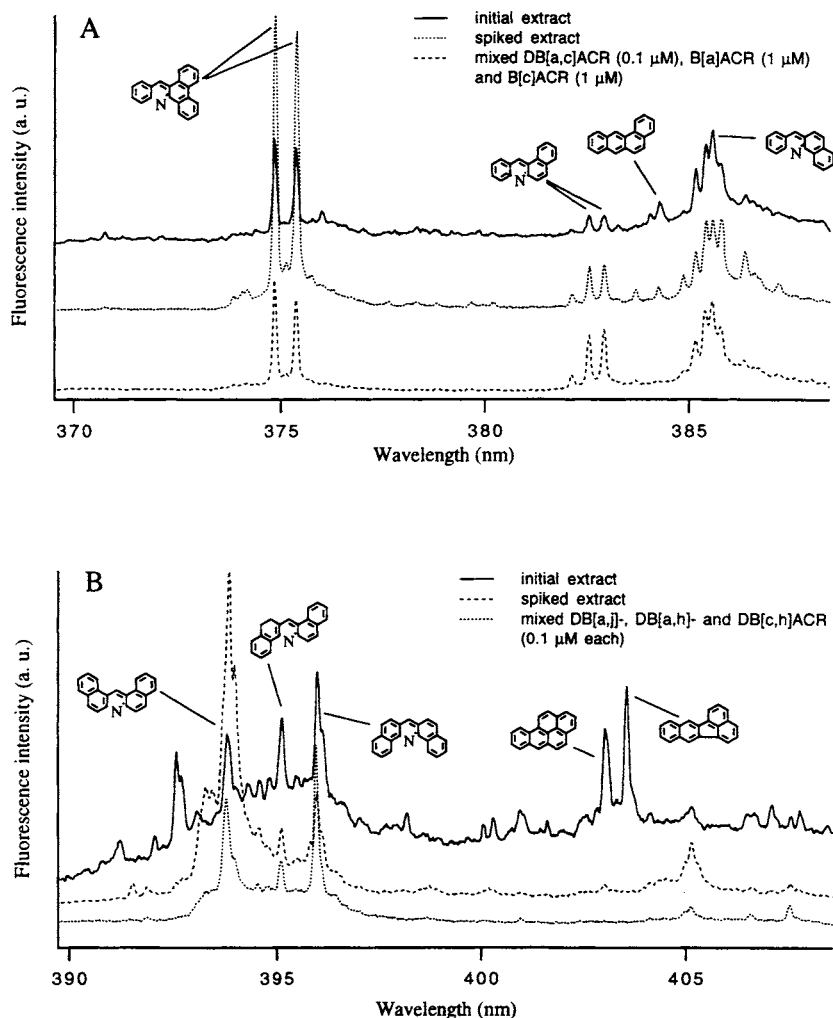 A
initial extract
spiked extract
mixed DB[a,c]ACR (0.1 µM), B[a]ACR (1 µM)
and B[c]ACR (1 µM)
N
N
N
Fluorescence intensity (a. u.)
370
375
380
385
Wavelength (nm)
B
initial extract
spiked extract
mixed DB[a,j]-, DB[a,h]- and DB[c,h]ACR
(0.1 µM each)
N
N
N
Fluorescence intensity (a. u.)
390
395
400
405
Wavelength (nm)